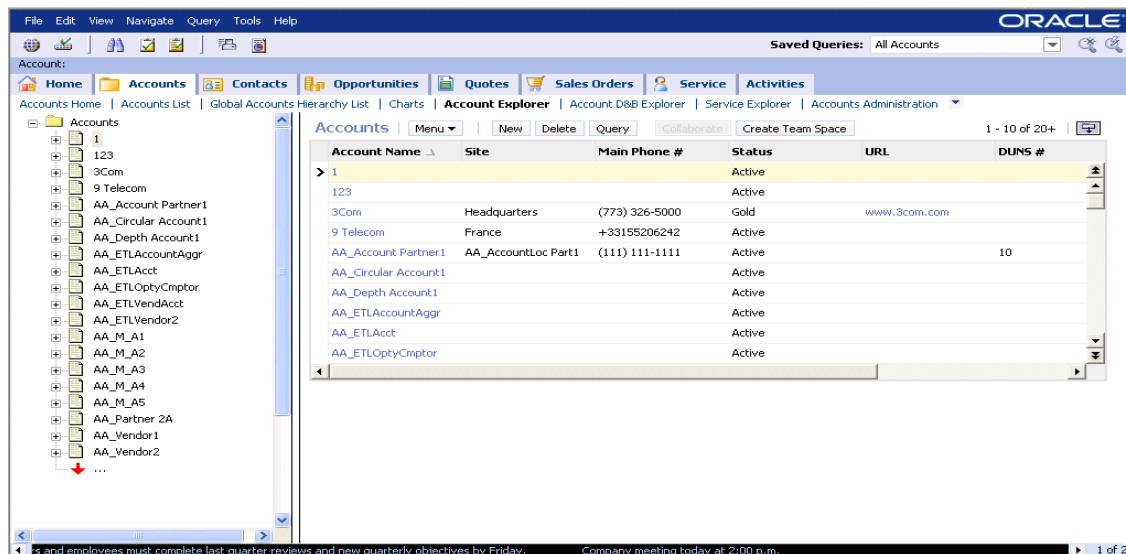 File Edit View Navigate Query Tools Help
ORACLE
Saved Queries: All Accounts
Account:
Home Accounts Contacts Opportunities Quotes Sales Orders Service Activities
Accounts Home | Accounts List | Global Accounts Hierarchy List | Charts | Account Explorer | Account D&B Explorer | Service Explorer | Accounts Administration
Accounts
1
123
3Com
9 Telecom
AA_Account Partner1
AA_Circular Account1
AA_Depth Account1
AA_ETLAccountAggr
AA_ETLAcct
AA_ETLOptyCmptor
AA_ETLVendAcct
AA_ETLVendor2
AA_M_A1
AA_M_A2
AA_M_A3
AA_M_A4
AA_M_A5
AA_Partner 2A
AA_Vendor1
AA_Vendor2
...
Accounts | Menu | New Delete Query Collaborate Create Team Space 1 - 10 of 20+
Account Name Site Main Phone # Status URL DUNS #
1 Active
123 Active
3Com Headquarters (773) 326-5000 Gold www.3com.com
9 Telecom France +33155206242 Active
AA_Account Partner1 AA_AccountLoc Part1 (111) 111-1111 Active 10
AA_Circular Account1 Active
AA_Depth Account1 Active
AA_ETLAccountAggr Active
AA_ETLAcct Active
AA_ETLOptyCmptor Active
rs and employees must complete last quarter reviews and new quarterly objectives by Friday. Company meeting today at 2:00 p.m. 1 of 2